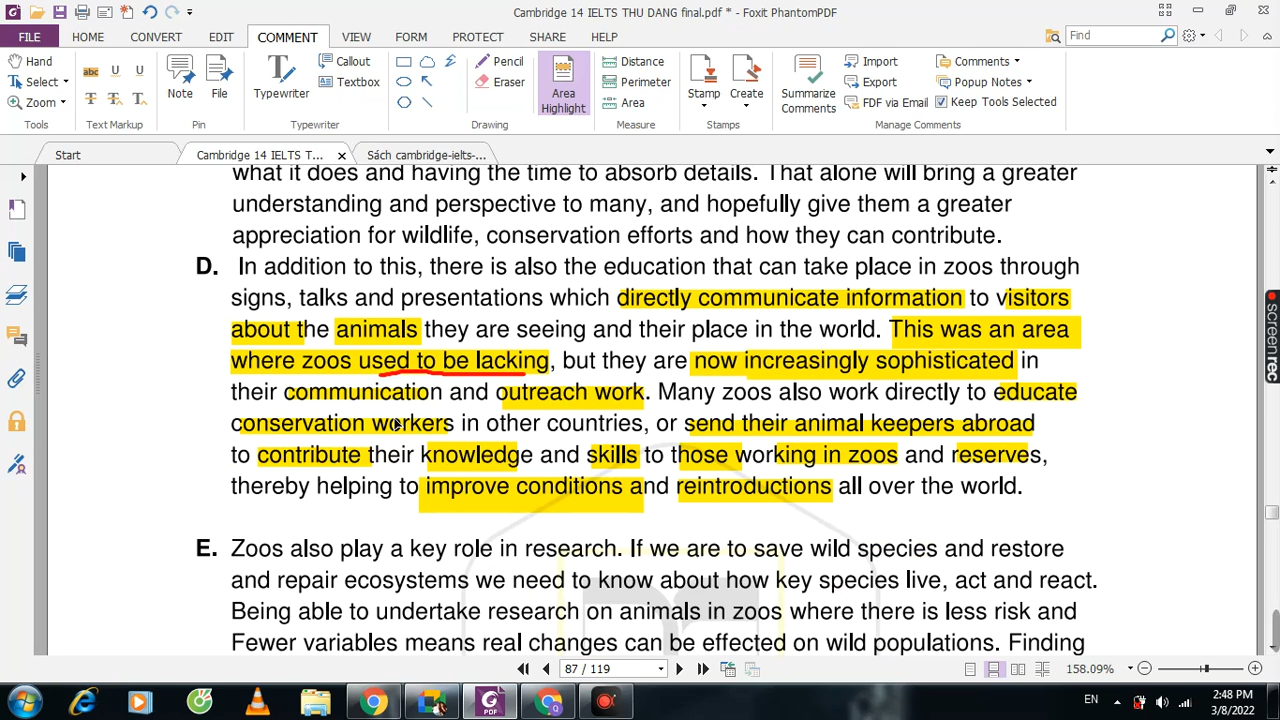 Cambridge 14 IELTS THU DANG final.pdf * - Foxit PhantomPDF
FILE HOME CONVERT EDIT COMMENT VIEW FORM PROTECT SHARE HELP Find
Hand Select Zoom Tools
abc U U T T T Text Markup
Note File Pin
Typewriter Callout Textbox Typewriter
Pencil Eraser Area Highlight Drawing
Distance Perimeter Area Measure
Stamp Create Stamps
Summarize Comments Import Export FDF via Email Comments Popup Notes Keep Tools Selected Manage Comments
Start Cambridge 14 IELTS T... Sách cambridge-ielts-...
what it does and having the time to absorb details. That alone will bring a greater
understanding and perspective to many, and hopefully give them a greater
appreciation for wildlife, conservation efforts and how they can contribute.
D. In addition to this, there is also the education that can take place in zoos through
signs, talks and presentations which directly communicate information to visitors
about the animals they are seeing and their place in the world. This was an area
where zoos used to be lacking, but they are now increasingly sophisticated in
their communication and outreach work. Many zoos also work directly to educate
conservation workers in other countries, or send their animal keepers abroad
to contribute their knowledge and skills to those working in zoos and reserves,
thereby helping to improve conditions and reintroductions all over the world.
E. Zoos also play a key role in research. If we are to save wild species and restore
and repair ecosystems we need to know about how key species live, act and react.
Being able to undertake research on animals in zoos where there is less risk and
Fewer variables means real changes can be effected on wild populations. Finding
87 / 119 158.09%
EN 2:48 PM
3/8/2022